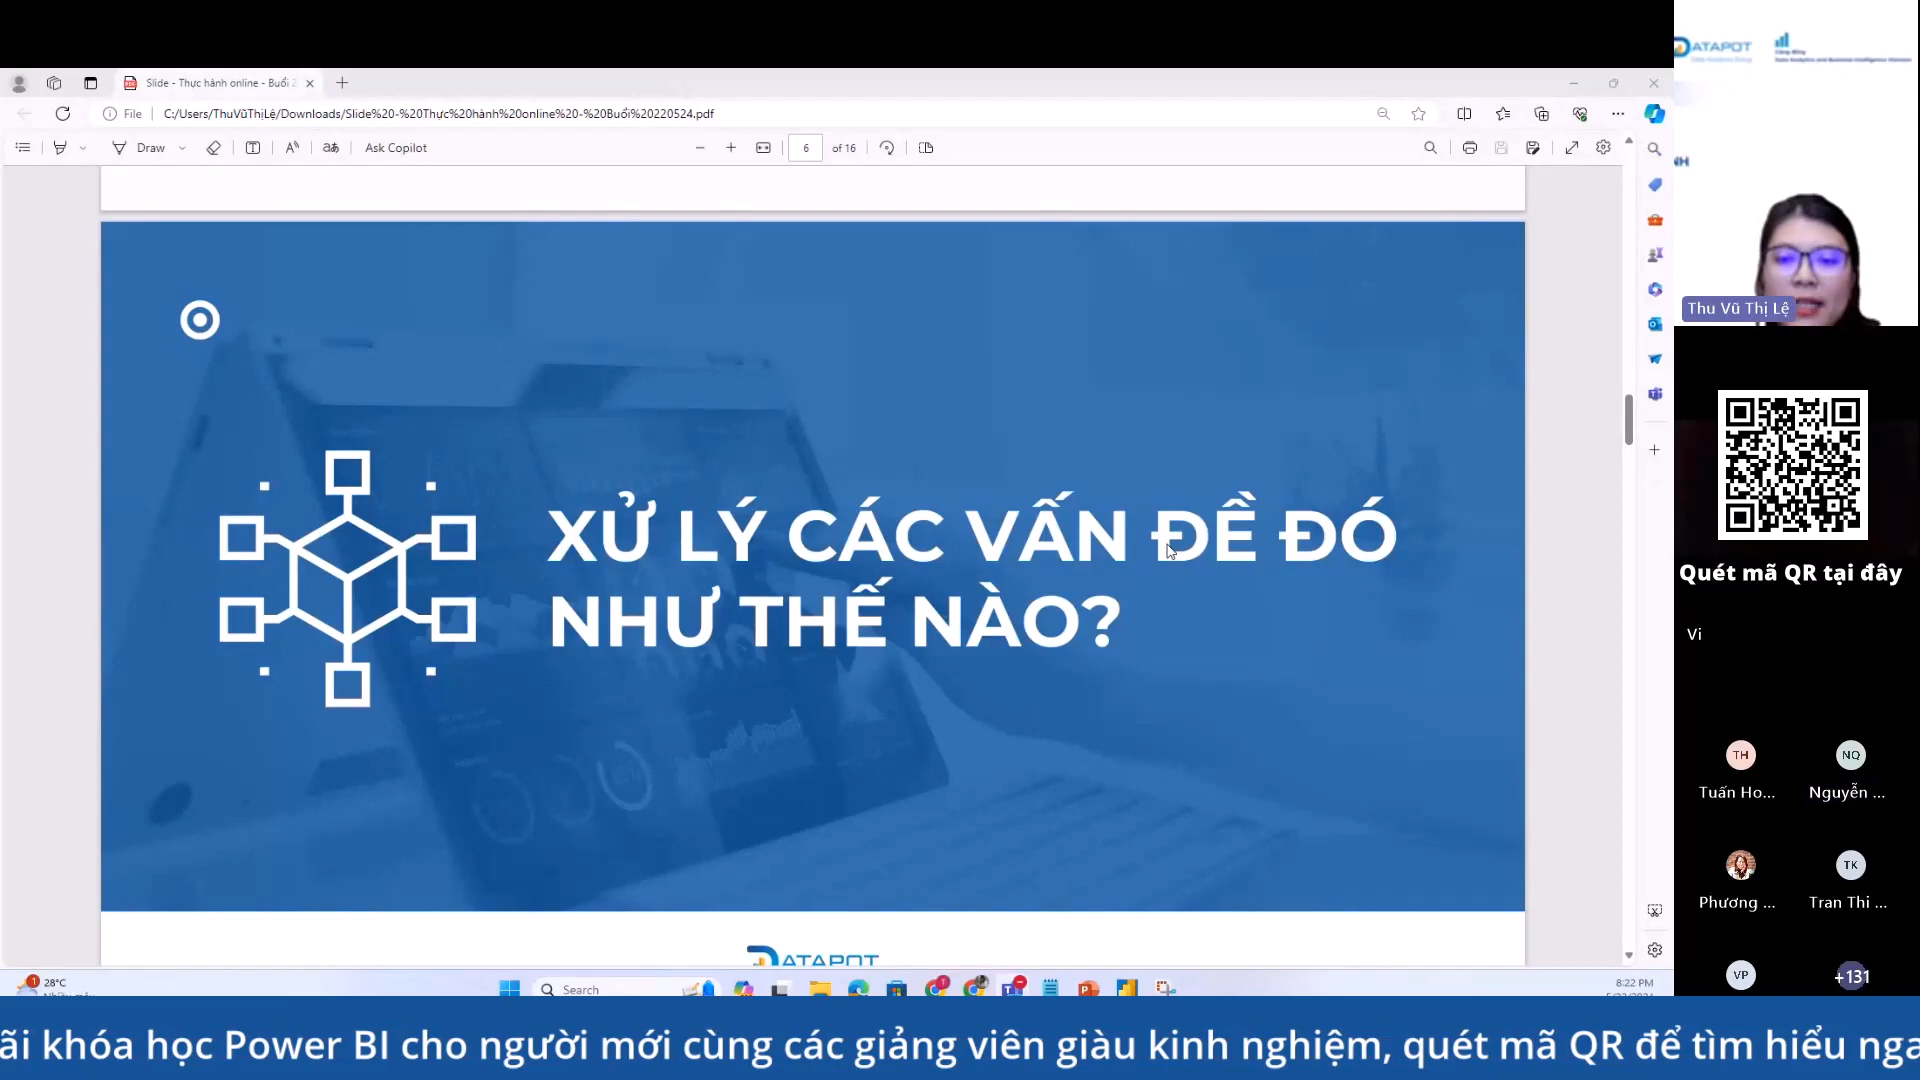 Slide - Thực hành online - Buổi 2
File
C:/Users/ThuVũThịLệ/Downloads/Slide%20-%20Thực%20hành%20online%20-%20Buổi%20220524.pdf
Draw
Ask Copilot
6
of 16
XỬ LÝ CÁC VẤN ĐỀ ĐÓ
NHƯ THẾ NÀO?
DATAPOT
DATAPOT
NH
Thu Vũ Thị Lệ
Quét mã QR tại đây
Vi
TH
NQ
Tuấn Ho...
Nguyễn ...
TK
Phương ...
Tran Thi ...
VP
+131
1
28°C
Search
8:22 PM
ãi khóa học Power BI cho người mới cùng các giảng viên giàu kinh nghiệm, quét mã QR để tìm hiểu nga